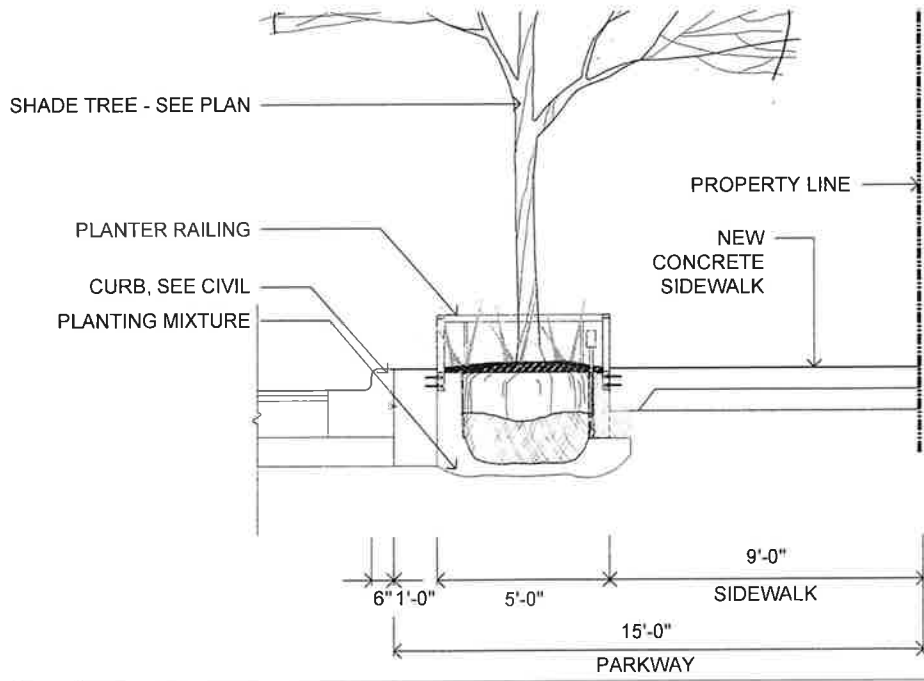 SHADE TREE - SEE PLAN
PROPERTY LINE
PLANTER RAILING
NEW
CONCRETE
SIDEWALK
CURB, SEE CIVIL
PLANTING MIXTURE
9'-0"
6" 1'-0" 5'-0" SIDEWALK
15'-0"
PARKWAY